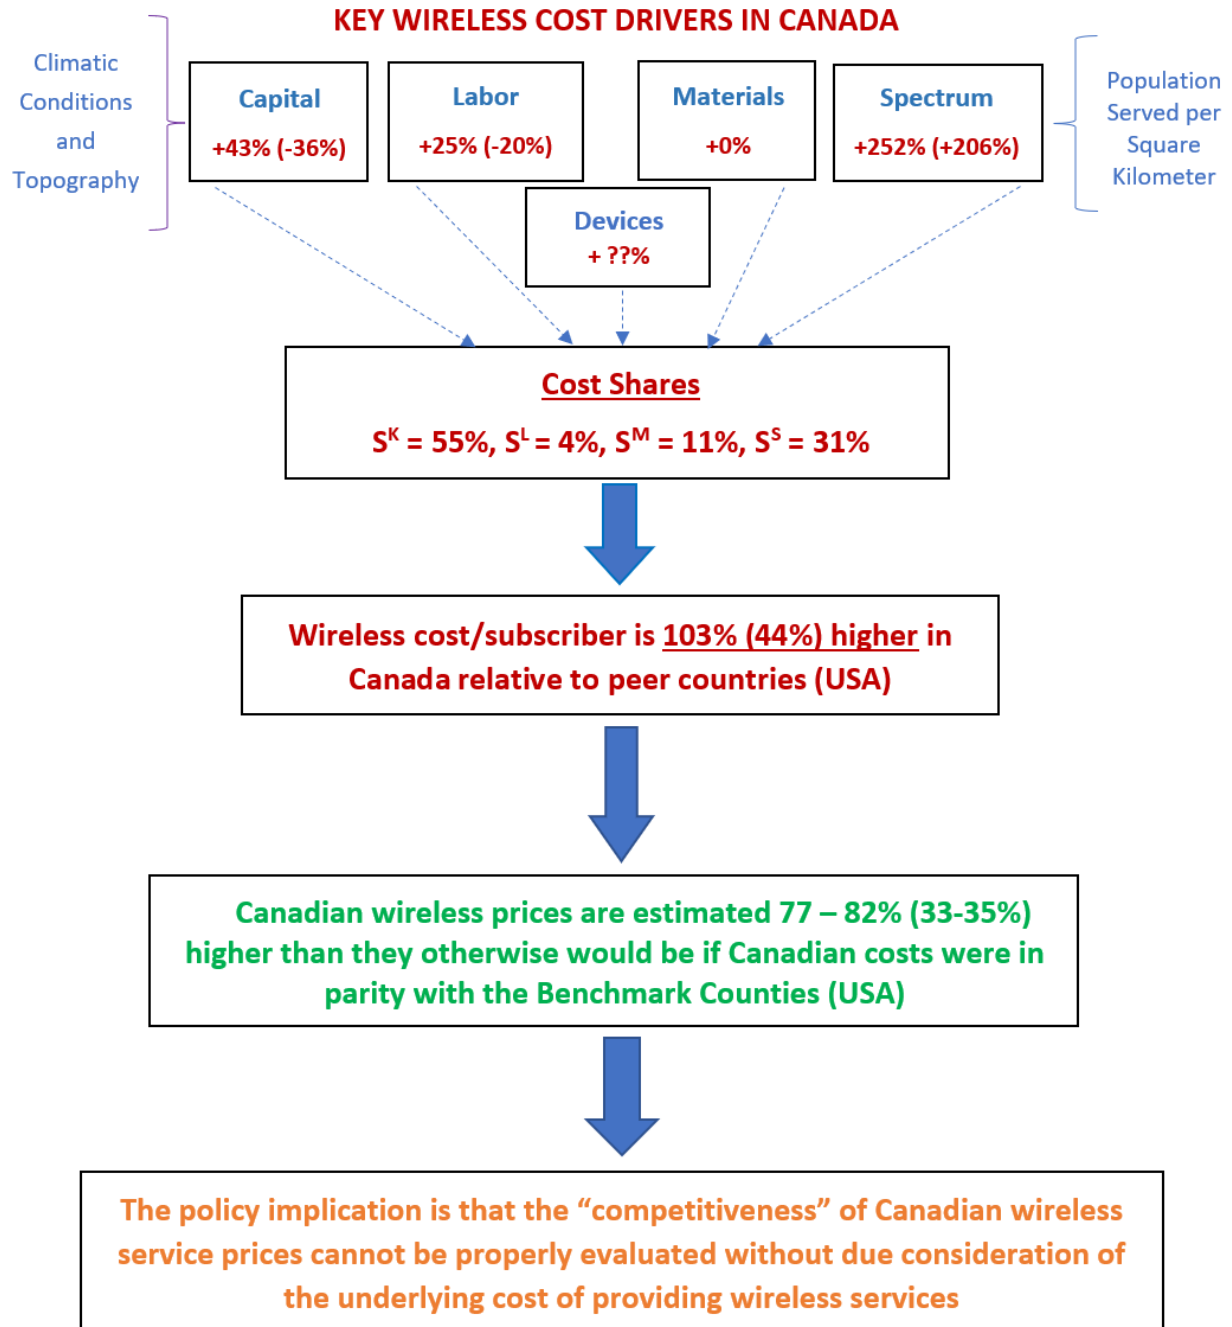 KEY WIRELESS COST DRIVERS IN CANADA
Climatic
Conditions
and
Topography
Capital
+43% (-36%)
Labor
+25% (-20%)
Materials
+0%
Spectrum
+252% (+206%)
Population
Served per
Square
Kilometer
Devices
+ ??%
Cost Shares
S^K = 55%, S^L = 4%, S^M = 11%, S^S = 31%
Wireless cost/subscriber is 103% (44%) higher in
Canada relative to peer countries (USA)
Canadian wireless prices are estimated 77 – 82% (33-35%)
higher than they otherwise would be if Canadian costs were in
parity with the Benchmark Counties (USA)
The policy implication is that the “competitiveness” of Canadian wireless
service prices cannot be properly evaluated without due consideration of
the underlying cost of providing wireless services